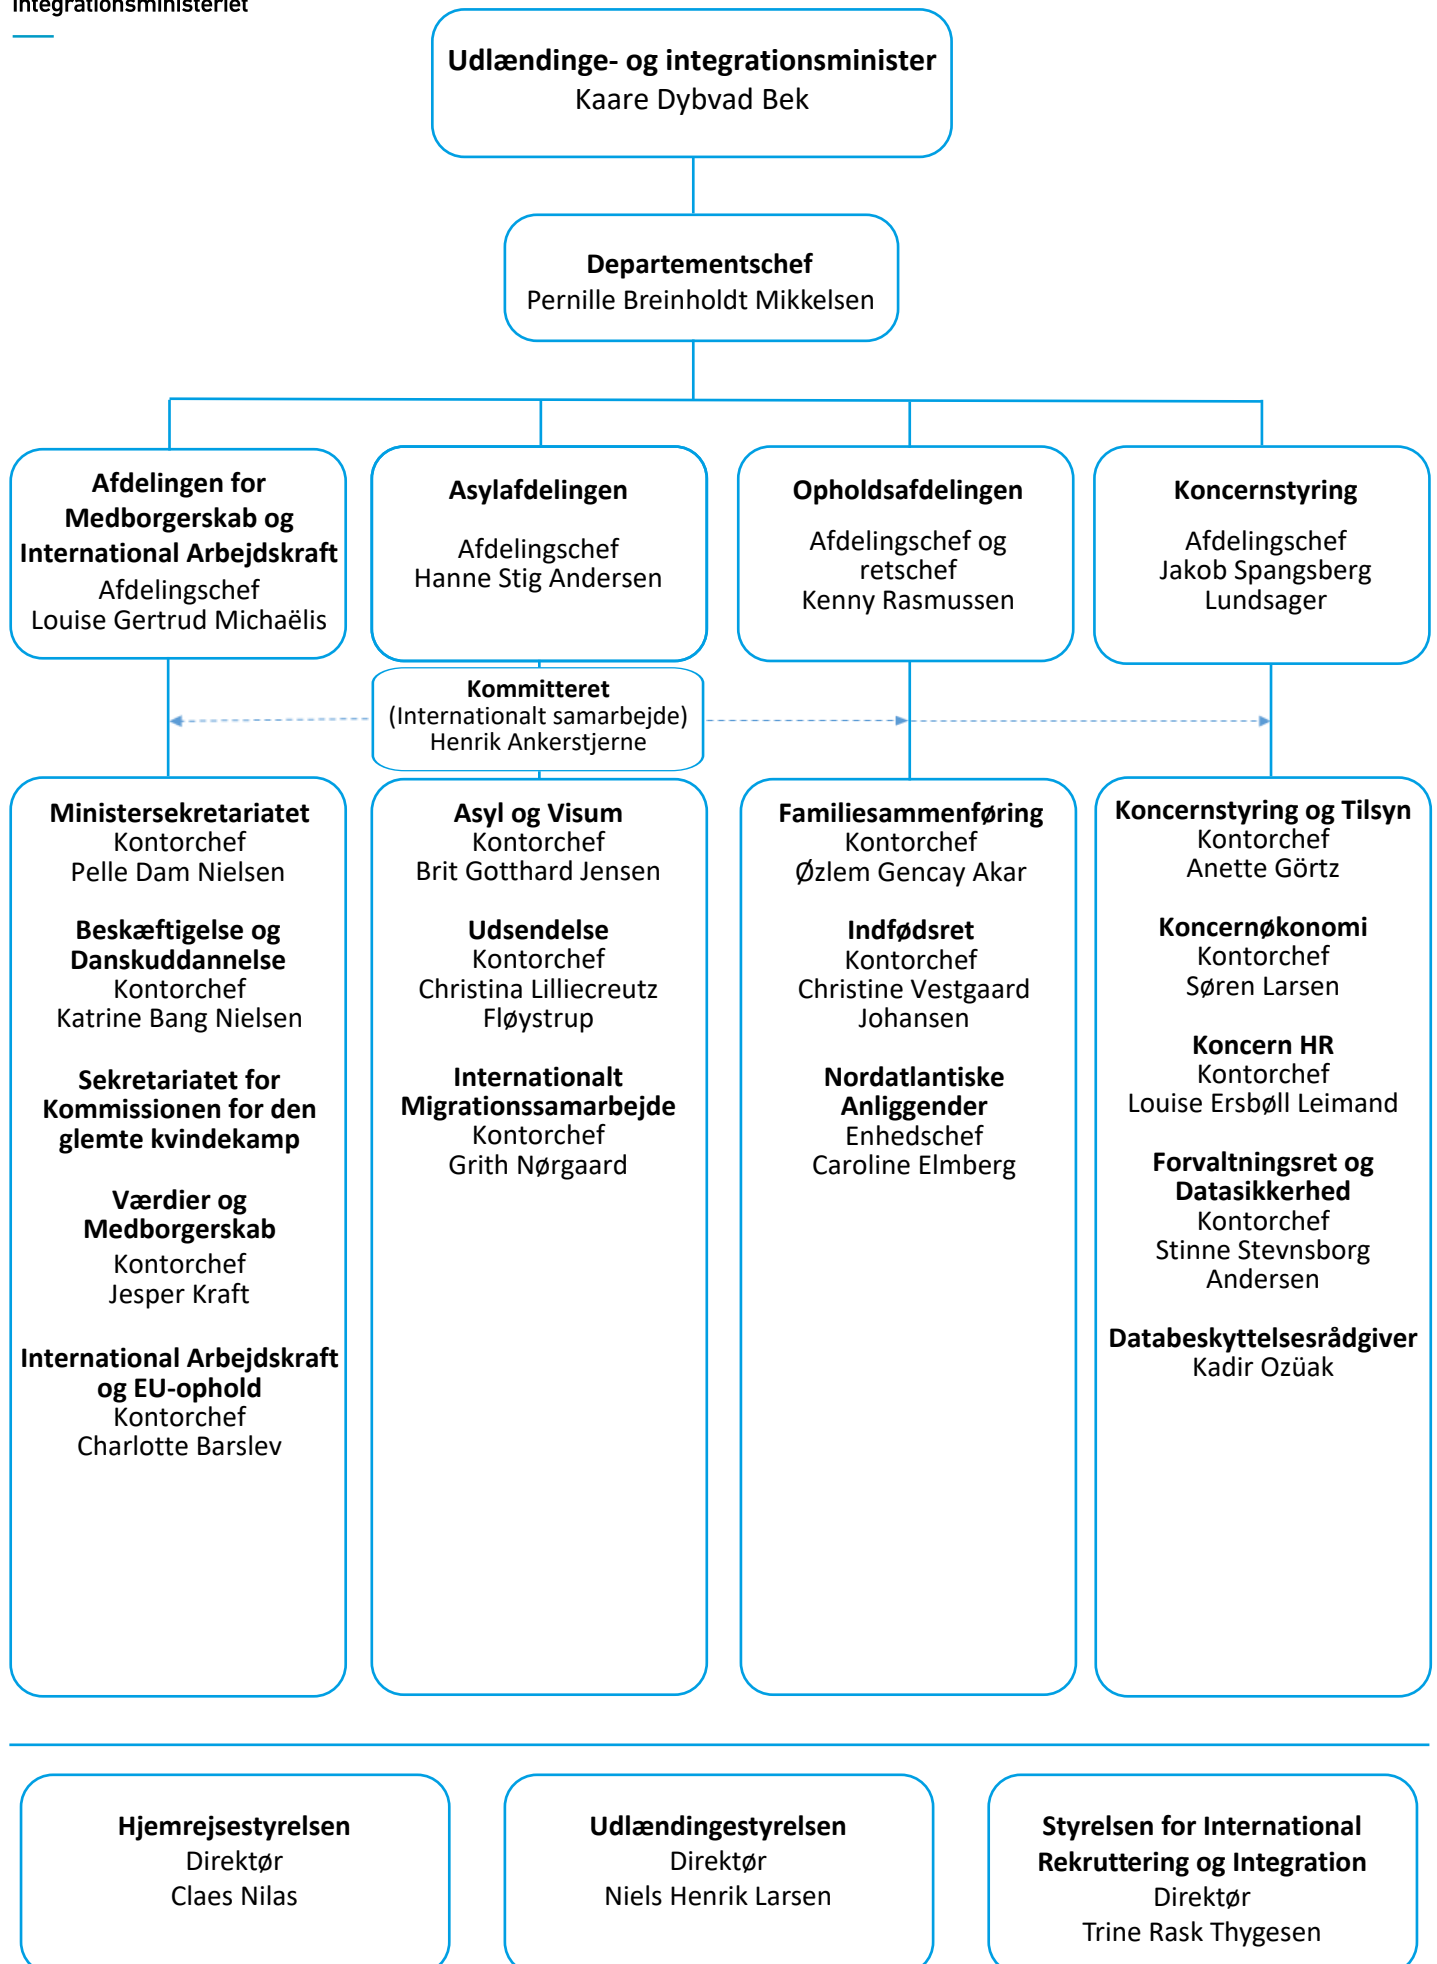 Integrationsministeriet
Udlændinge- og integrationsminister
Kaare Dybvad Bek
Departementschef
Pernille Breinholdt Mikkelsen
Afdelingen for
Medborgerskab og
International Arbejdskraft
Afdelingschef
Louise Gertrud Michaëlis
Asylafdelingen
Afdelingschef
Hanne Stig Andersen
Opholdsafdelingen
Afdelingschef og
retschef
Kenny Rasmussen
Koncernstyring
Afdelingschef
Jakob Spangsberg
Lundsager
Kommitteret
(Internationalt samarbejde)
Henrik Ankerstjerne
Ministersekretariatet
Kontorchef
Pelle Dam Nielsen
Beskæftigelse og
Danskuddannelse
Kontorchef
Katrine Bang Nielsen
Sekretariatet for
Kommissionen for den
glemte kvindekamp
Værdier og
Medborgerskab
Kontorchef
Jesper Kraft
International Arbejdskraft
og EU-ophold
Kontorchef
Charlotte Barslev
Asyl og Visum
Kontorchef
Brit Gotthard Jensen
Udsendelse
Kontorchef
Christina Lilliecreutz
Fløystrup
Internationalt
Migrationssamarbejde
Kontorchef
Grith Nørgaard
Familiesammenføring
Kontorchef
Øzlem Gencay Akar
Indfødsret
Kontorchef
Christine Vestgaard
Johansen
Nordatlantiske
Anliggender
Enhedschef
Caroline Elmberg
Koncernstyring og Tilsyn
Kontorchef
Anette Görtz
Koncernøkonomi
Kontorchef
Søren Larsen
Koncern HR
Kontorchef
Louise Ersbøll Leimand
Forvaltningsret og
Datasikkerhed
Kontorchef
Stinne Stevnsborg
Andersen
Databeskyttelsesrådgiver
Kadir Ozüak
Hjemrejsestyrelsen
Direktør
Claes Nilas
Udlændingestyrelsen
Direktør
Niels Henrik Larsen
Styrelsen for International
Rekruttering og Integration
Direktør
Trine Rask Thygesen